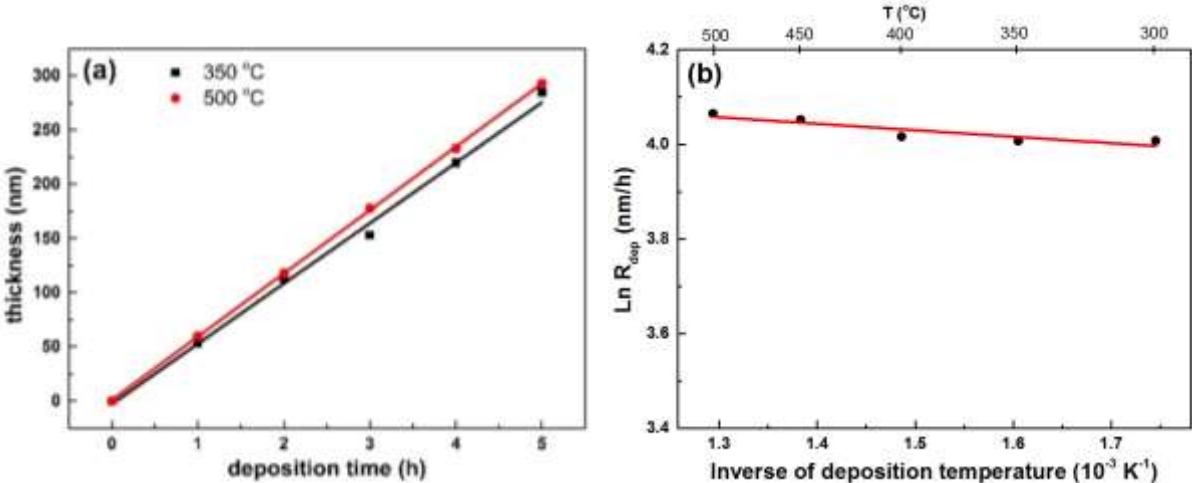 (a)
350 °C
500 °C
300
250
200
150
100
50
0
thickness (nm)
0 1 2 3 4 5
deposition time (h)
T (°C)
500 450 400 350 300
(b)
4.2
4.0
3.8
3.6
3.4
Ln R_dep (nm/h)
1.3 1.4 1.5 1.6 1.7
Inverse of deposition temperature (10⁻³ K⁻¹)